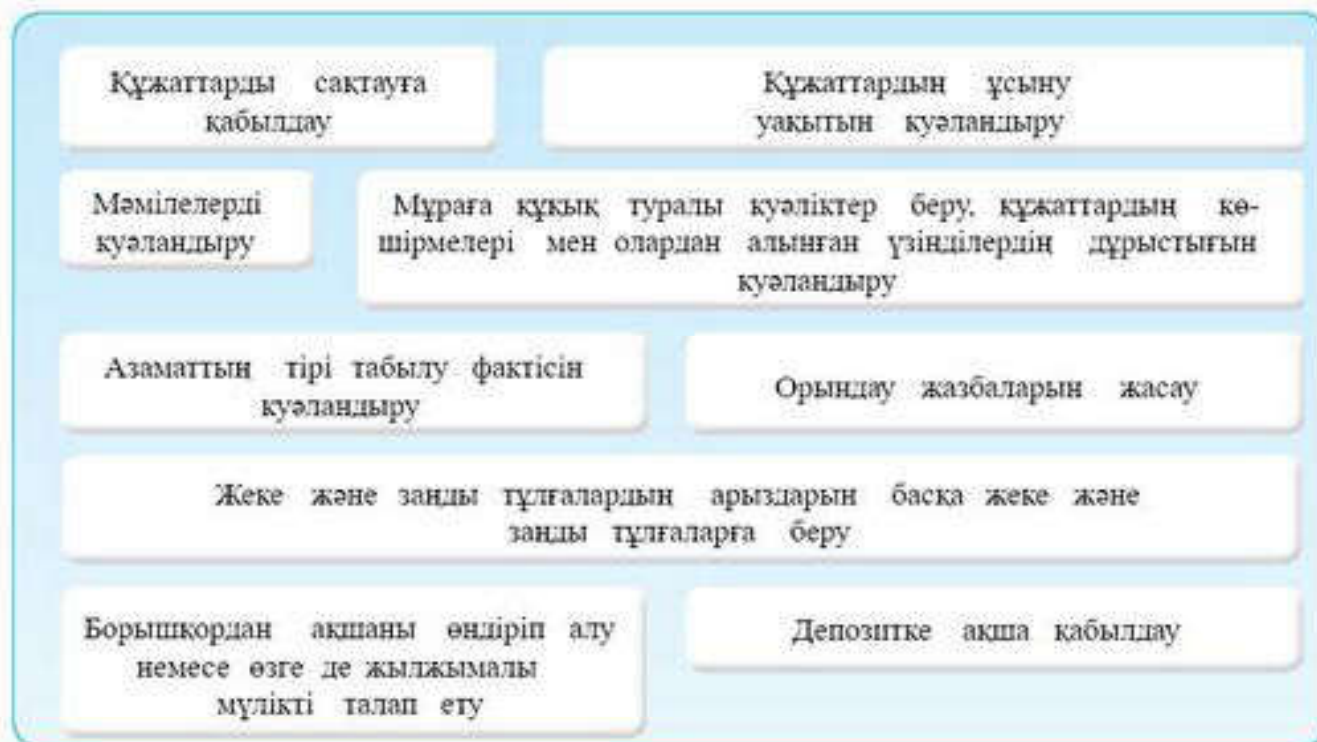 Құжаттарды сақтауға
қабылдау
Құжаттардың ұсыну
уақытын куәландыру
Мәмілелерді
куәландыру
Мұраға құқық туралы куәліктер беру, құжаттардың кө-
шірмелері мен олардан алынған үзінділердің дұрыстығын
куәландыру
Азаматтың тірі табылу фактісін
куәландыру
Орындау жазбаларын жасау
Жеке және заңды тұлғалардың арыздарын басқа жеке және
заңды тұлғаларға беру
Борышқордан ақшаны өндіріп алу
немесе өзге де жылжымалы
мүлікті талап ету
Депозитке ақша қабылдау